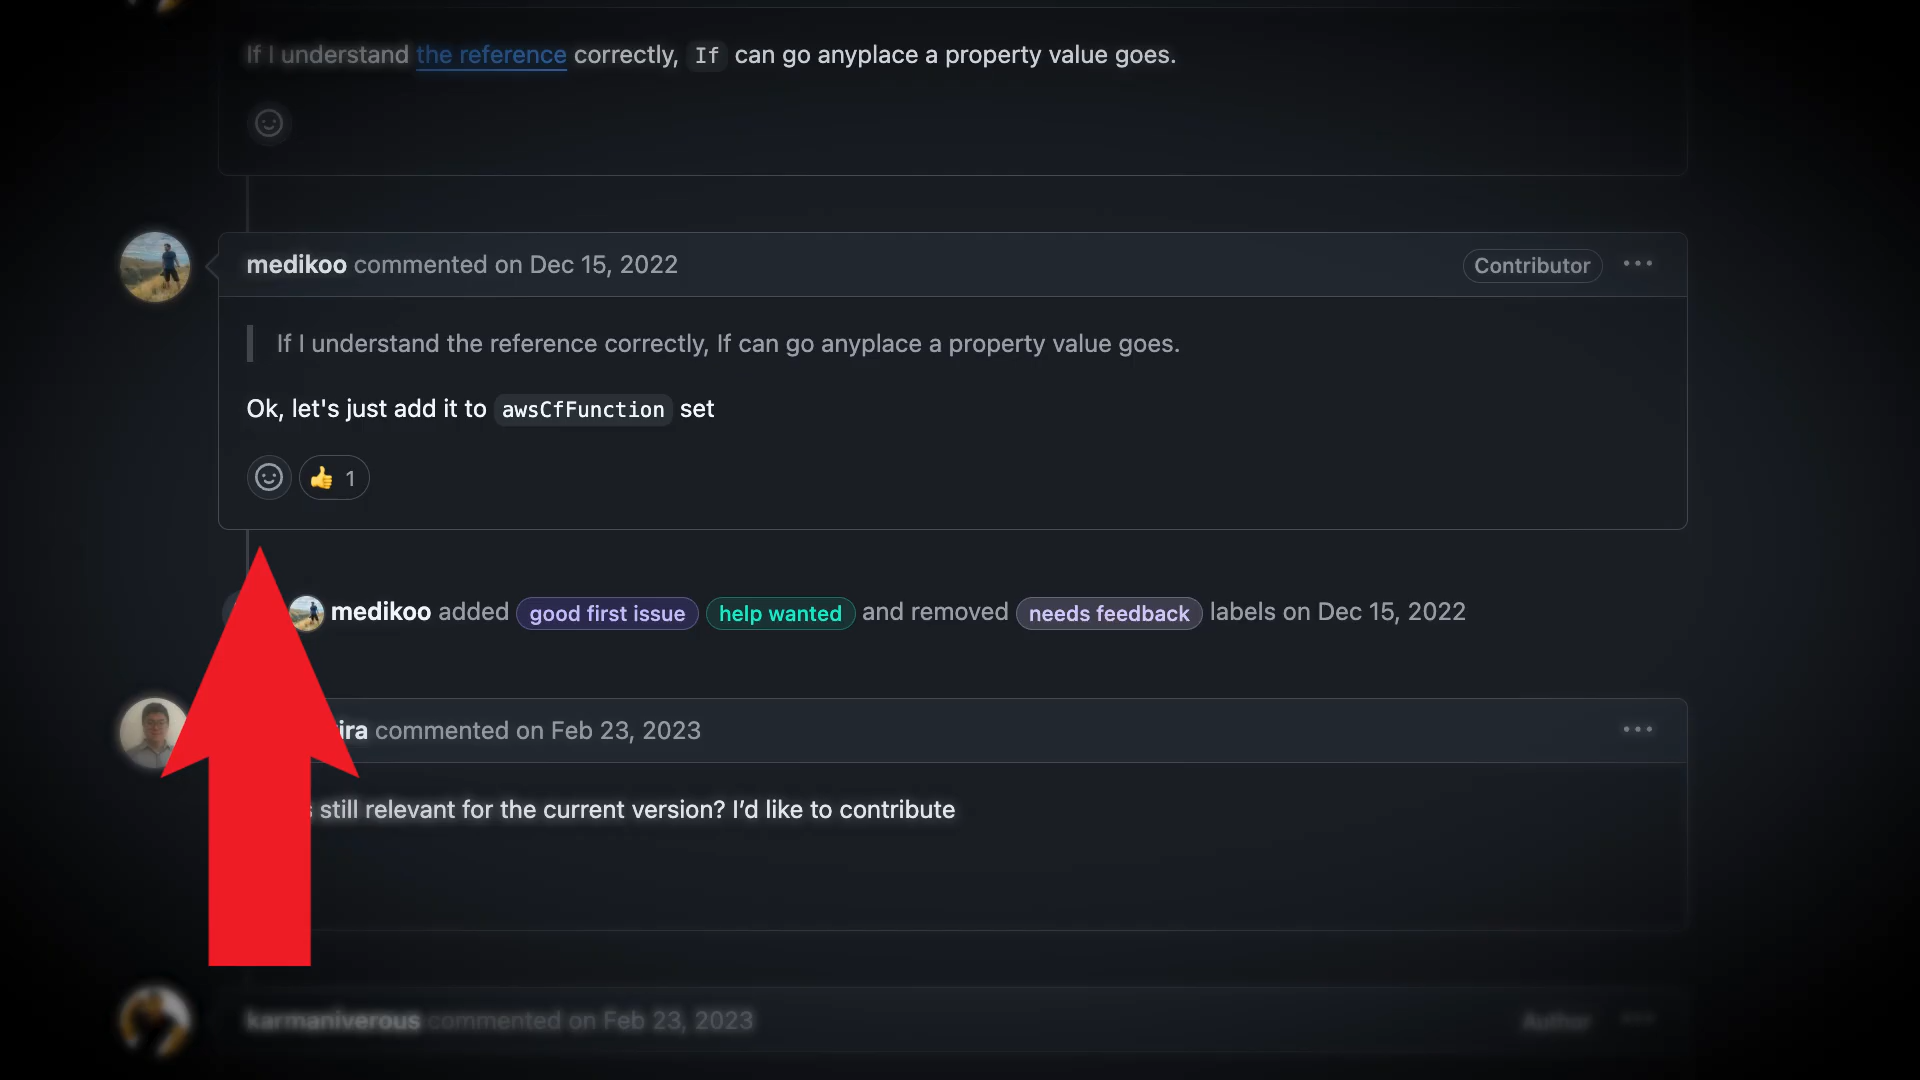 If I understand the reference correctly, If can go anyplace a property value goes.
medikoo commented on Dec 15, 2022
Contributor
If I understand the reference correctly, If can go anyplace a property value goes.
Ok, let's just add it to awsCfFunction set
👍 1
medikoo added good first issue help wanted and removed needs feedback labels on Dec 15, 2022
commented on Feb 23, 2023
still relevant for the current version? I’d like to contribute
karmaniverous commented on Feb 23, 2023
Author